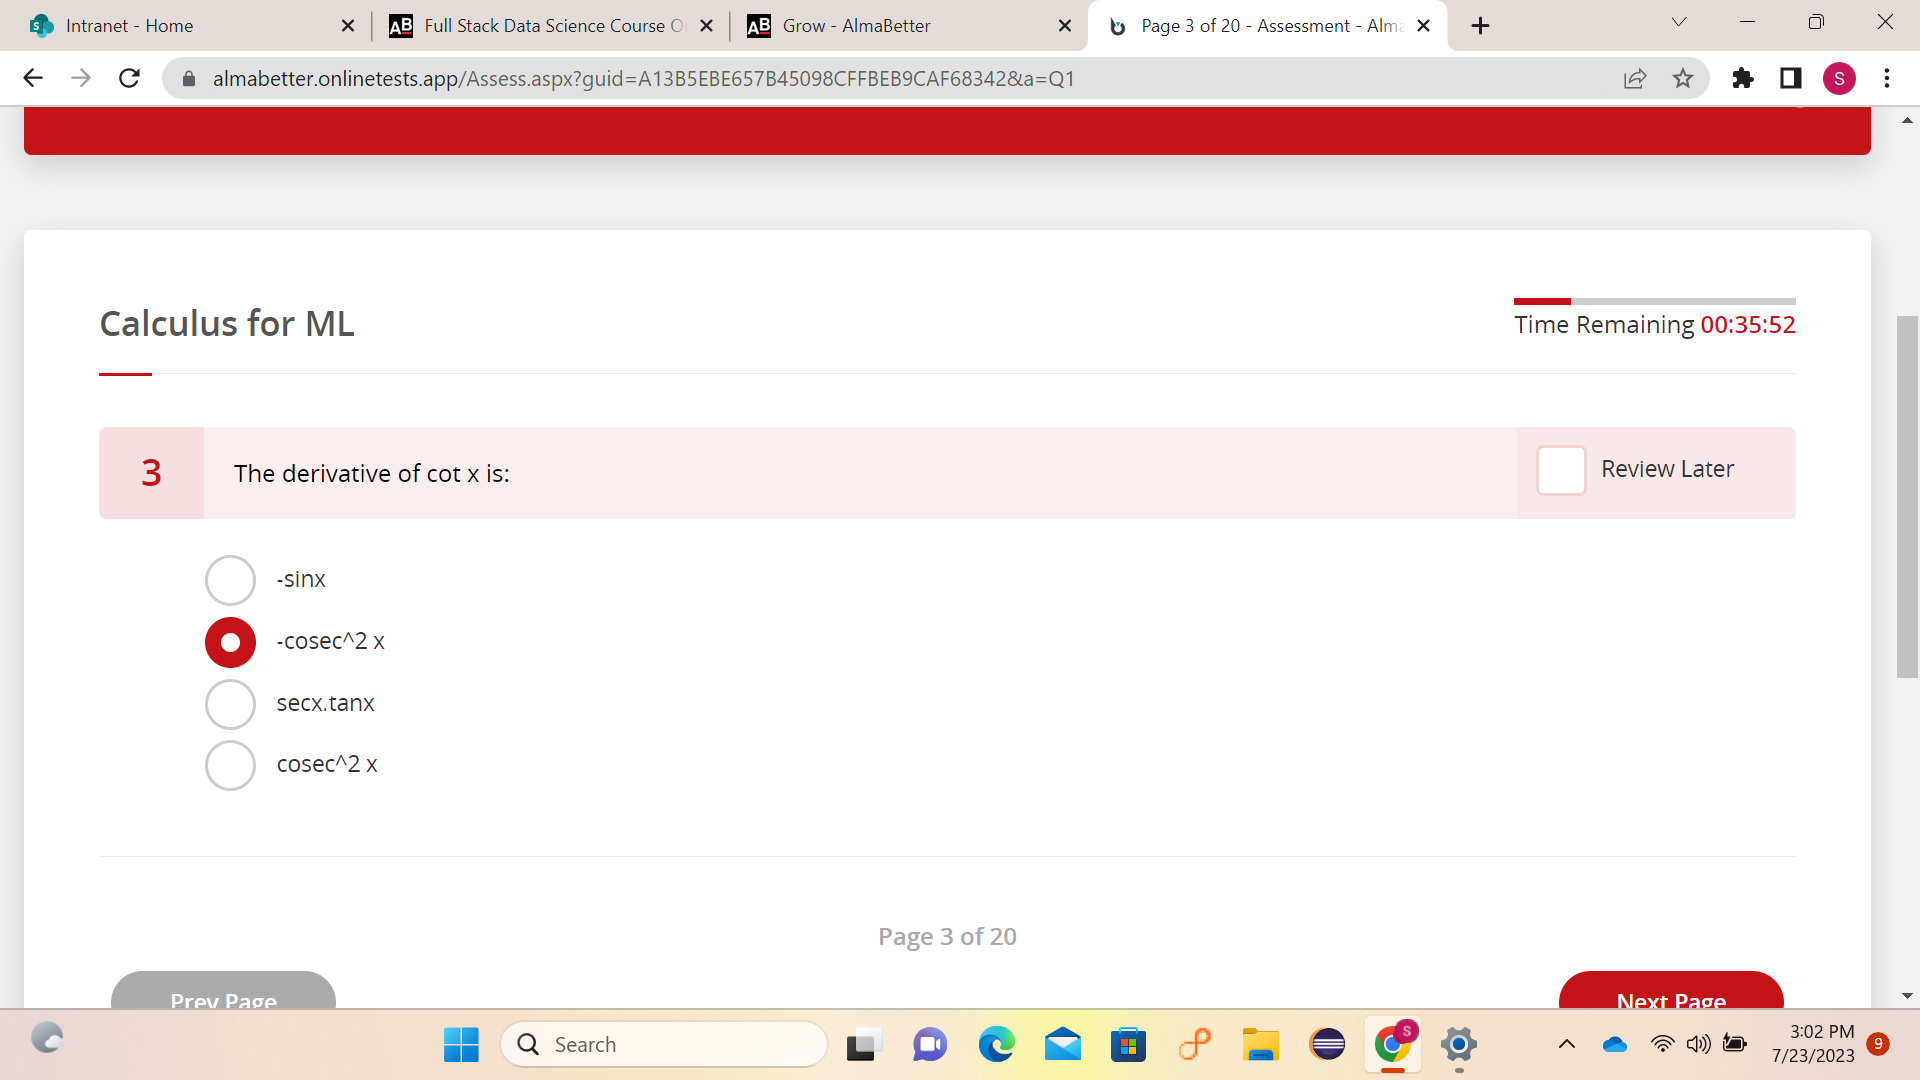 Intranet - Home
AB Full Stack Data Science Course O
AB Grow - AlmaBetter
Page 3 of 20 - Assessment - Alma
almabetter.onlinetests.app/Assess.aspx?guid=A13B5EBE657B45098CFFBEB9CAF68342&a=Q1
S
Calculus for ML
Time Remaining 00:35:52
3 The derivative of cot x is:
Review Later
-sinx
-cosec^2 x
secx.tanx
cosec^2 x
Page 3 of 20
Prev Page
Next Page
Search
S
3:02 PM
7/23/2023
9